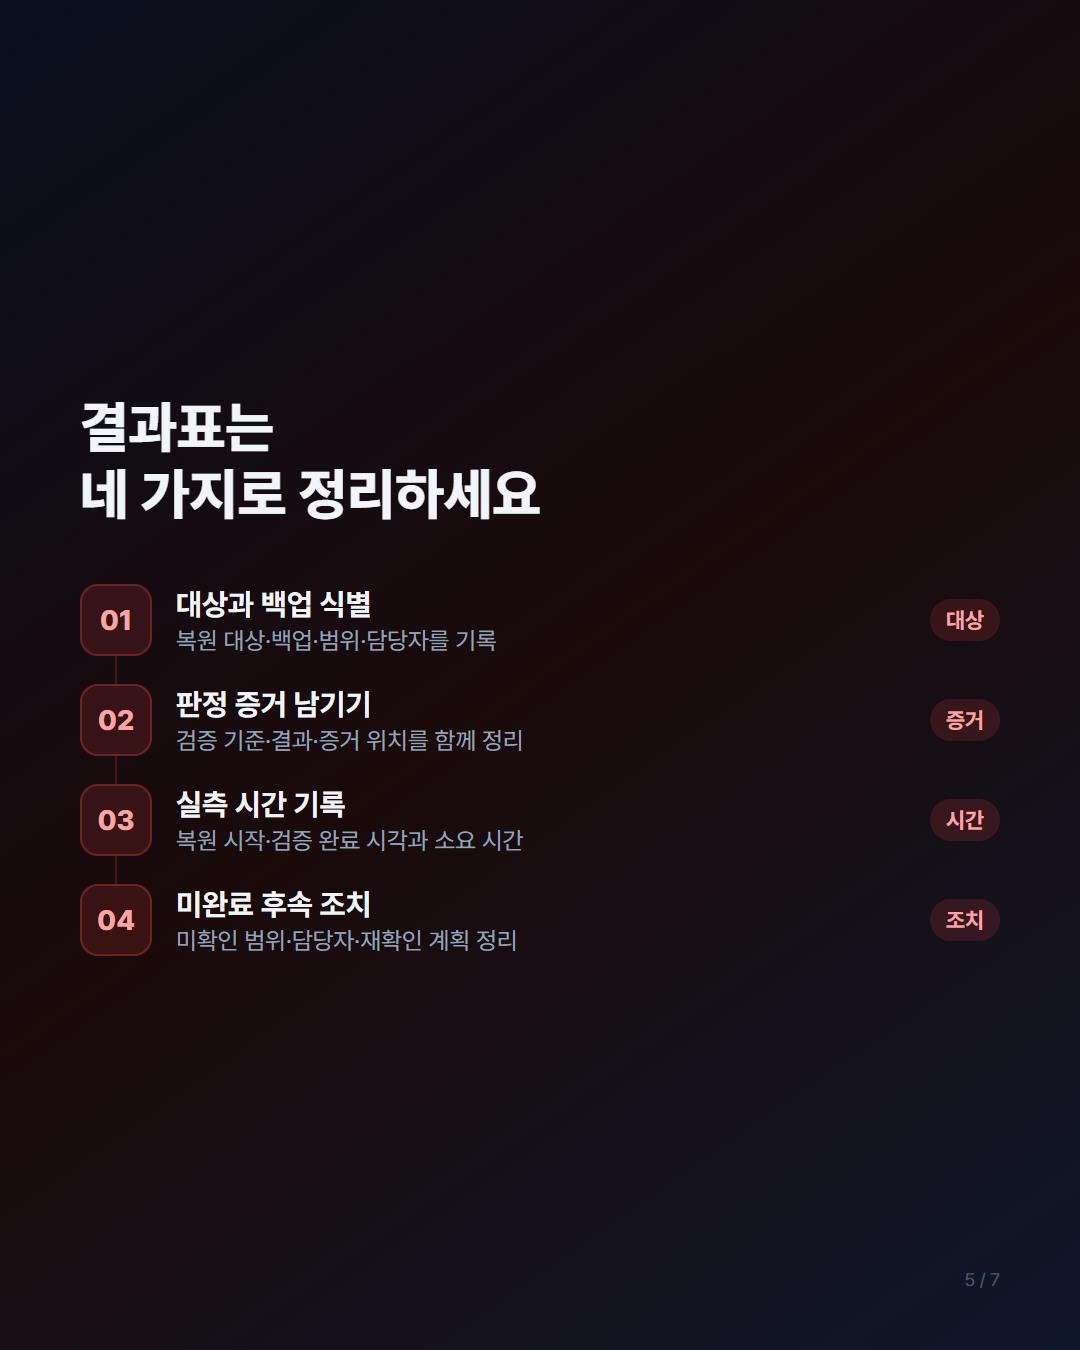 결과표는
네 가지로 정리하세요
01
대상과 백업 식별
복원 대상·백업·범위·담당자를 기록
대상
02
판정 증거 남기기
검증 기준·결과·증거 위치를 함께 정리
증거
03
실측 시간 기록
복원 시작·검증 완료 시각과 소요 시간
시간
04
미완료 후속 조치
미확인 범위·담당자·재확인 계획 정리
조치
5 / 7